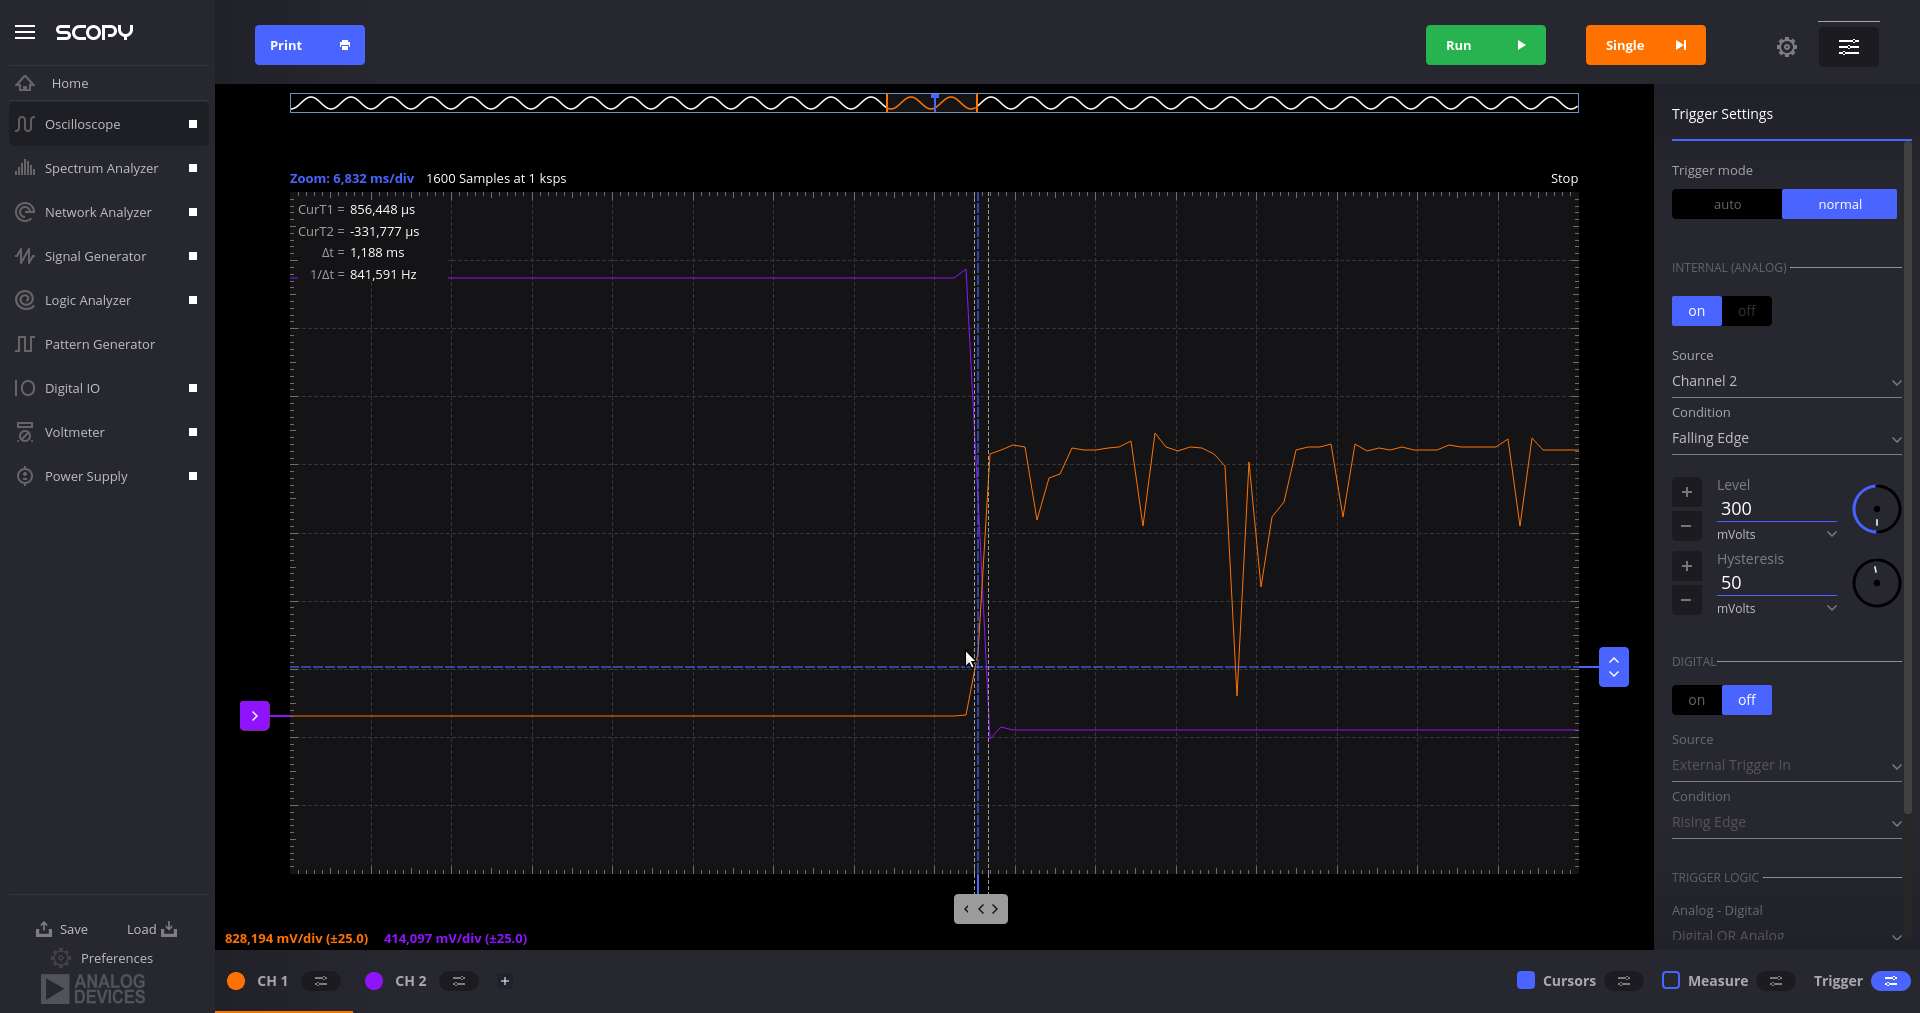 SCOPY
Print
Run
Single
Home
Oscilloscope
Spectrum Analyzer
Network Analyzer
Signal Generator
Logic Analyzer
Pattern Generator
Digital IO
Voltmeter
Power Supply
Save
Load
Preferences
ANALOG
DEVICES
Zoom: 6,832 ms/div 1600 Samples at 1 ksps
Stop
CurT1 = 856,448 µs
CurT2 = -331,777 µs
Δt = 1,188 ms
1/Δt = 841,591 Hz
828,194 mV/div (±25.0) 414,097 mV/div (±25.0)
CH 1
CH 2
+
Cursors
Measure
Trigger
Trigger Settings
Trigger mode
auto normal
INTERNAL (ANALOG)
on off
Source
Channel 2
Condition
Falling Edge
+
−
Level
300
mVolts
+
−
Hysteresis
50
mVolts
DIGITAL
on off
Source
External Trigger In
Condition
Rising Edge
TRIGGER LOGIC
Analog - Digital
Digital OR Analog